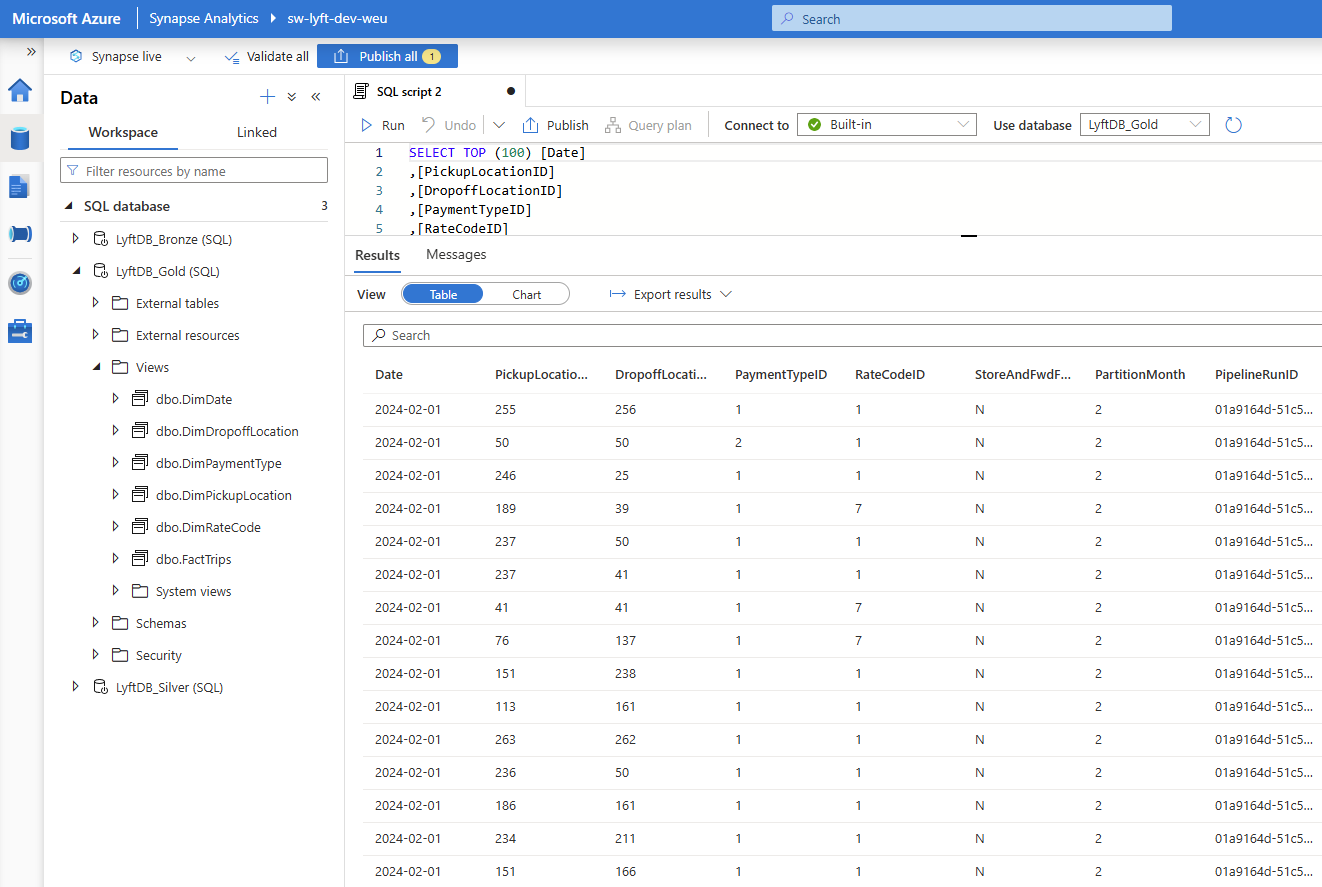 Microsoft Azure Synapse Analytics sw-lyft-dev-weu Search
Synapse live Validate all Publish all 1
Data
Workspace Linked
Filter resources by name
SQL database 3
LyftDB_Bronze (SQL)
LyftDB_Gold (SQL)
External tables
External resources
Views
dbo.DimDate
dbo.DimDropoffLocation
dbo.DimPaymentType
dbo.DimPickupLocation
dbo.DimRateCode
dbo.FactTrips
System views
Schemas
Security
LyftDB_Silver (SQL)
SQL script 2
Run Undo Publish Query plan Connect to Built-in Use database LyftDB_Gold
1 SELECT TOP (100) [Date]
2 ,[PickupLocationID]
3 ,[DropoffLocationID]
4 ,[PaymentTypeID]
5 ,[RateCodeID]
Results Messages
View Table Chart Export results
Search
Date PickupLocatio... DropoffLocati... PaymentTypeID RateCodeID StoreAndFwdF... PartitionMonth PipelineRunID
2024-02-01 255 256 1 1 N 2 01a9164d-51c5...
2024-02-01 50 50 2 1 N 2 01a9164d-51c5...
2024-02-01 246 25 1 1 N 2 01a9164d-51c5...
2024-02-01 189 39 1 7 N 2 01a9164d-51c5...
2024-02-01 237 50 1 1 N 2 01a9164d-51c5...
2024-02-01 237 41 1 1 N 2 01a9164d-51c5...
2024-02-01 41 41 1 7 N 2 01a9164d-51c5...
2024-02-01 76 137 1 7 N 2 01a9164d-51c5...
2024-02-01 151 238 1 1 N 2 01a9164d-51c5...
2024-02-01 113 161 1 1 N 2 01a9164d-51c5...
2024-02-01 263 262 1 1 N 2 01a9164d-51c5...
2024-02-01 236 50 1 1 N 2 01a9164d-51c5...
2024-02-01 186 161 1 1 N 2 01a9164d-51c5...
2024-02-01 234 211 1 1 N 2 01a9164d-51c5...
2024-02-01 151 166 1 1 N 2 01a9164d-51c5...